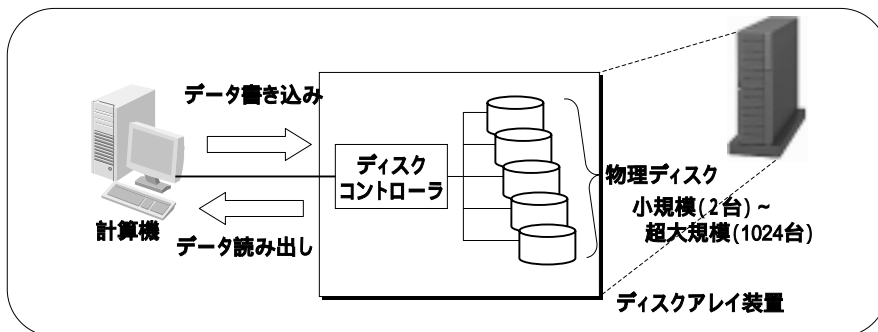 データ書き込み
ディスク
コントローラ
計算機
データ読み出し
物理ディスク
小規模(2台)~
超大規模(1024台)
ディスクアレイ装置